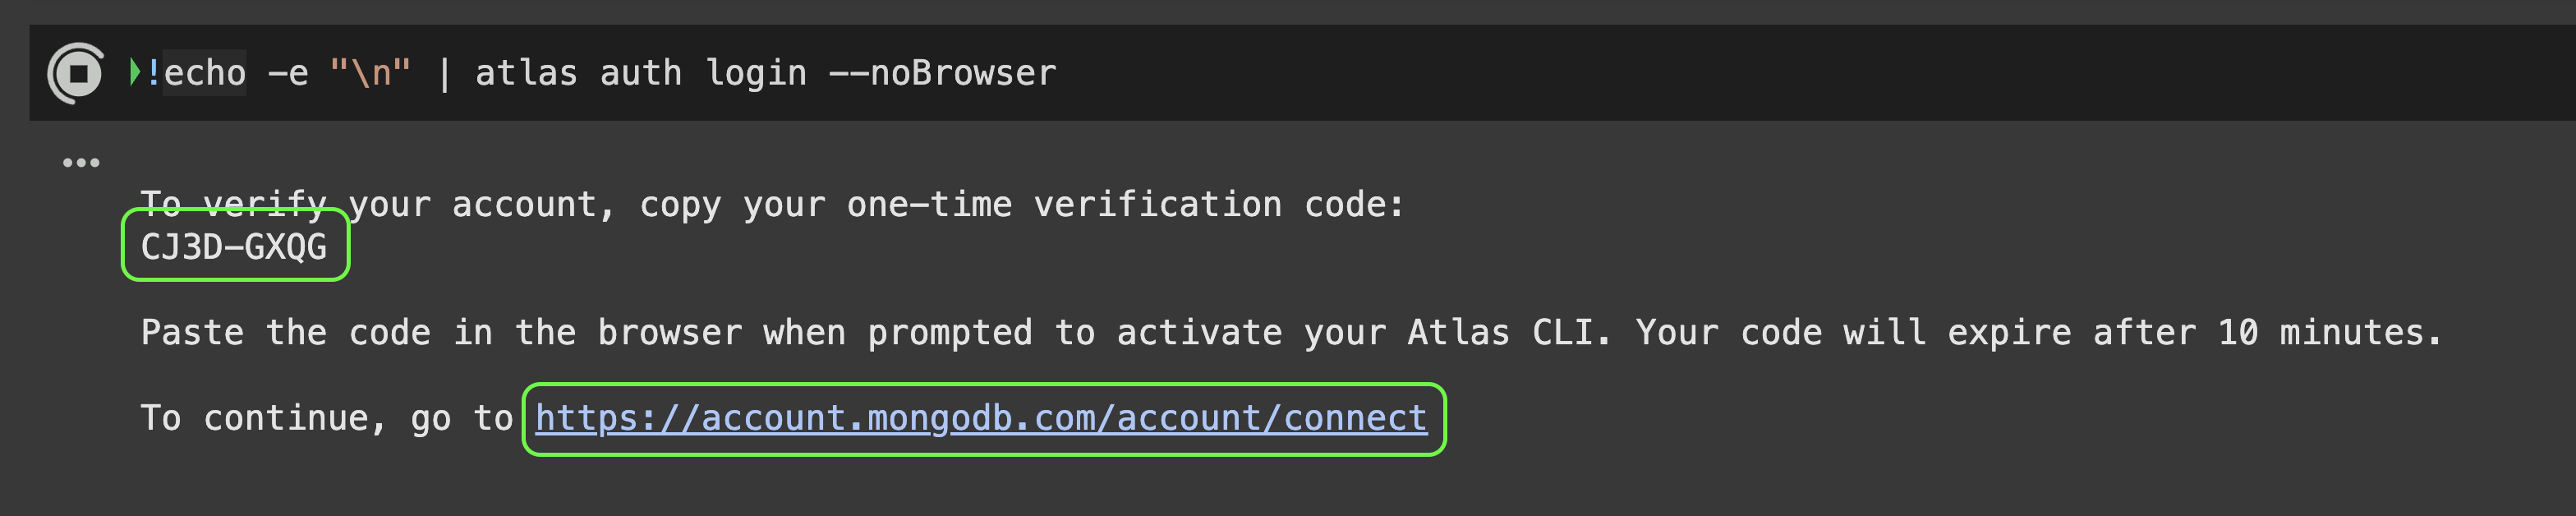 !echo -e "\n" | atlas auth login --noBrowser
To verify your account, copy your one-time verification code:
CJ3D-GXQG
Paste the code in the browser when prompted to activate your Atlas CLI. Your code will expire after 10 minutes.
To continue, go to https://account.mongodb.com/account/connect